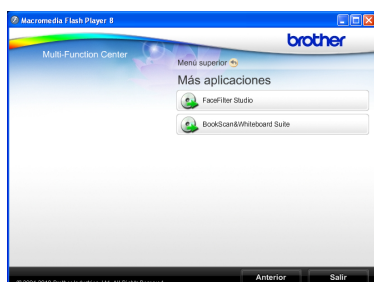 Macromedia Flash Player 8
brother
Multi-Function Center
Menú superior
Más aplicaciones
FaceFilter Studio
BookScan&Whiteboard Suite
Anterior
Salir